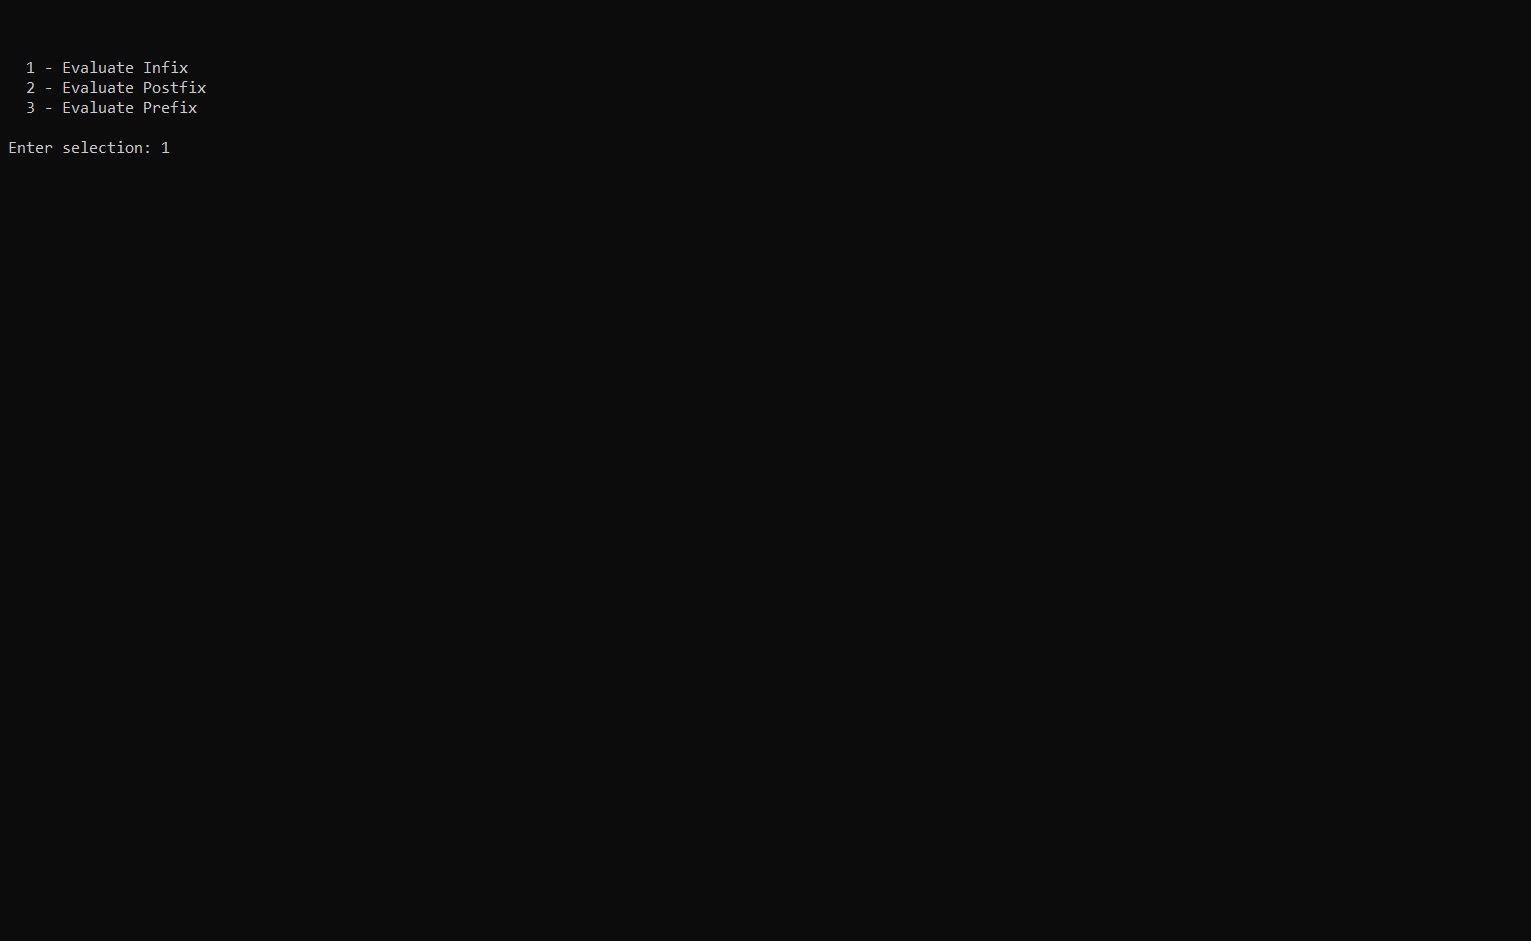 1 - Evaluate Infix
2 - Evaluate Postfix
3 - Evaluate Prefix
Enter selection: 1